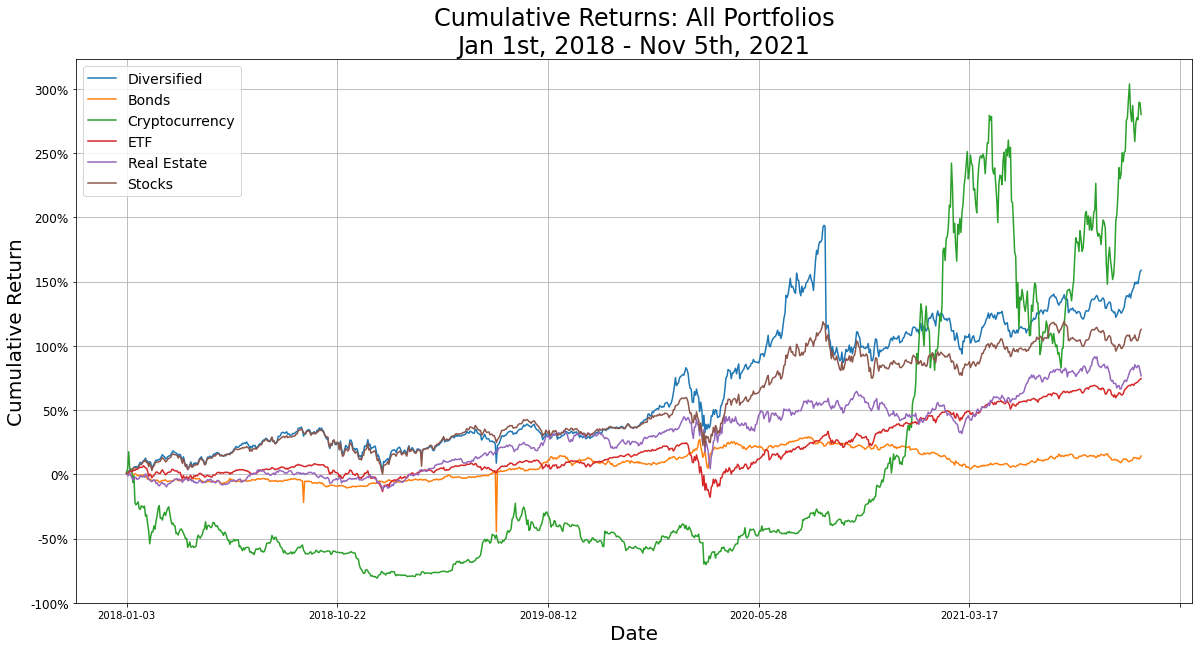 Cumulative Returns: All Portfolios
Jan 1st, 2018 - Nov 5th, 2021
Diversified
Bonds
Cryptocurrency
ETF
Real Estate
Stocks
Cumulative Return
300%
250%
200%
150%
100%
50%
0%
-50%
-100%
2018-01-03
2018-10-22
2019-08-12
2020-05-28
2021-03-17
Date